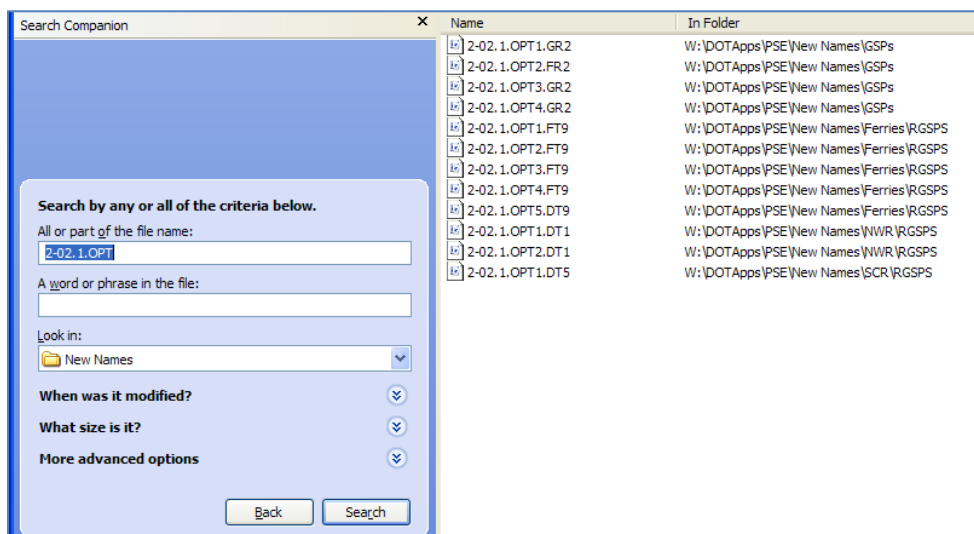 Search Companion
Search by any or all of the criteria below.
All or part of the file name:
2-02.1.OPT
A word or phrase in the file:
Look in:
New Names
When was it modified?
What size is it?
More advanced options
Back Search
Name In Folder
2-02.1.OPT1.GR2 W:\DOTApps\PSE\New Names\GSPs
2-02.1.OPT2.FR2 W:\DOTApps\PSE\New Names\GSPs
2-02.1.OPT3.GR2 W:\DOTApps\PSE\New Names\GSPs
2-02.1.OPT4.GR2 W:\DOTApps\PSE\New Names\GSPs
2-02.1.OPT1.FT9 W:\DOTApps\PSE\New Names\Ferries\RGSPS
2-02.1.OPT2.FT9 W:\DOTApps\PSE\New Names\Ferries\RGSPS
2-02.1.OPT3.FT9 W:\DOTApps\PSE\New Names\Ferries\RGSPS
2-02.1.OPT4.FT9 W:\DOTApps\PSE\New Names\Ferries\RGSPS
2-02.1.OPT5.DT9 W:\DOTApps\PSE\New Names\Ferries\RGSPS
2-02.1.OPT1.DT1 W:\DOTApps\PSE\New Names\NWR\RGSPS
2-02.1.OPT2.DT1 W:\DOTApps\PSE\New Names\NWR\RGSPS
2-02.1.OPT1.DT5 W:\DOTApps\PSE\New Names\SCR\RGSPS